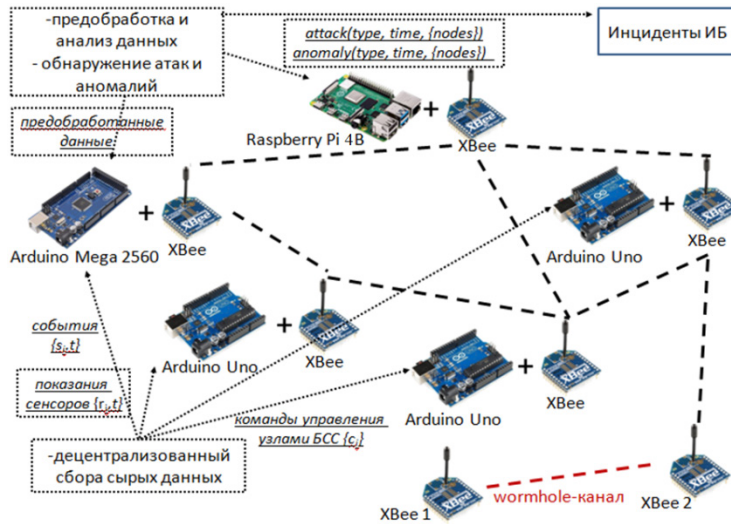 -предобработка и
анализ данных
- обнаружение атак и
аномалий
attack(type, time, {nodes})
anomaly(type, time, {nodes})
Инциденты ИБ
предобработанные
данные
Raspberry Pi 4B
+
XBee
Arduino Mega 2560
+
XBee
Arduino Uno
+
XBee
события
{sᵢ,t}
Arduino Uno
+
XBee
показания
сенсоров {rᵢ,t}
команды управления
узлами БСС {cᵢ}
Arduino Uno
+
XBee
-децентрализованный
сбора сырых данных
XBee 1
wormhole-канал
XBee 2